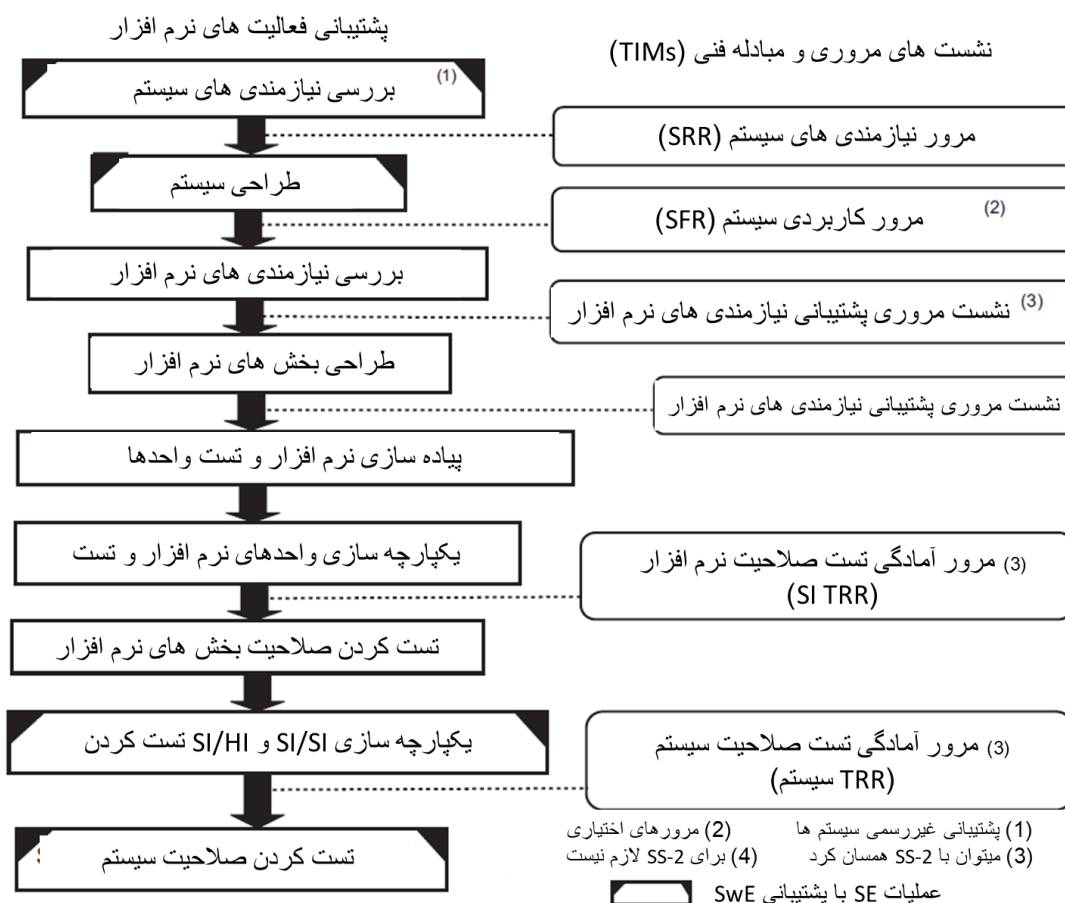 پشتیبانی فعالیت های نرم افزار
نشست های مروری و مبادله فنی (TIMs)
بررسی نیازمندی های سیستم (1)
مرور نیازمندی های سیستم (SRR)
طراحی سیستم
(2) مرور کاربردی سیستم (SFR)
بررسی نیازمندی های نرم افزار
(3) نشست مروری پشتیبانی نیازمندی های نرم افزار
طراحی بخش های نرم افزار
نشست مروری پشتیبانی نیازمندی های نرم افزار
پیاده سازی نرم افزار و تست واحدها
یکپارچه سازی واحدهای نرم افزار و تست
(3) مرور آمادگی تست صلاحیت نرم افزار
(SI TRR)
تست کردن صلاحیت بخش های نرم افزار
یکپارچه سازی SI/SI و SI/HI تست کردن
(3) مرور آمادگی تست صلاحیت سیستم
(TRR سیستم)
تست کردن صلاحیت سیستم
(1) پشتیبانی غیررسمی سیستم ها (2) مرورهای اختیاری
(3) میتوان با SS-2 همسان کرد (4) برای SS-2 لازم نیست
عملیات SE با پشتیبانی SwE